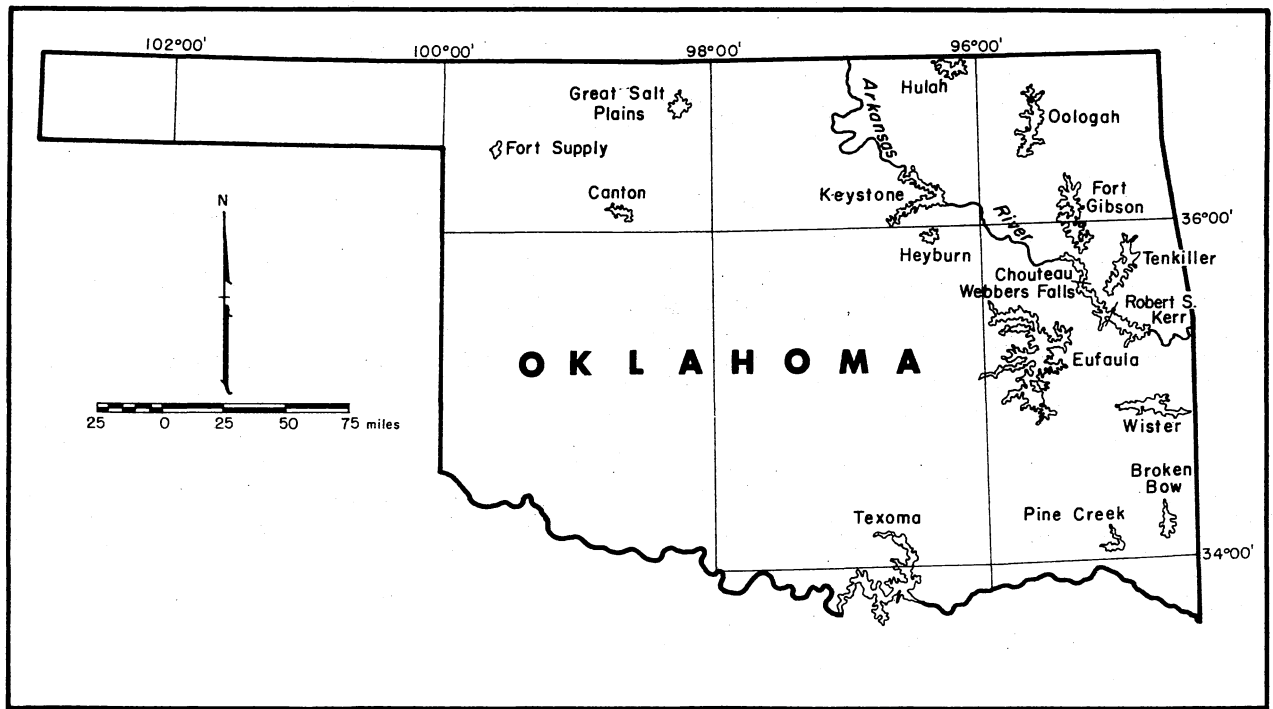 102°00'
100°00'
98°00'
96°00'
Great Salt
Plains
Arkansas
River
Hulah
Oologah
Fort Supply
Canton
Keystone
Fort
Gibson
36°00'
N
Heyburn
Tenkiller
Chouteau
Webbers Falls
Robert S.
Kerr
OKLAHOMA
Eufaula
25 0 25 50 75 miles
Wister
Broken
Bow
Texoma
Pine Creek
34°00'